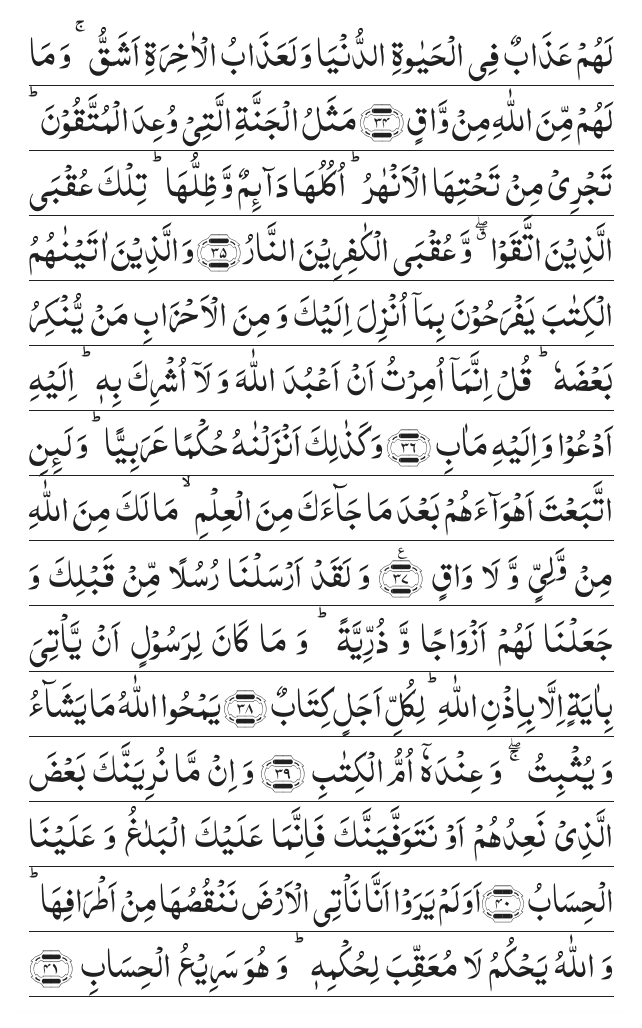 لَهُمْ عَذَابٌ فِی الْحَیٰوةِ الدُّنْیَا وَ لَعَذَابُ الْاٰخِرَةِ اَشَقُّ ۚ وَ مَا
لَهُمْ مِّنَ اللّٰهِ مِنْ وَّاقٍ ﴿۳۴﴾ مَثَلُ الْجَنَّةِ الَّتِیْ وُعِدَ الْمُتَّقُوْنَ ؕ
تَجْرِیْ مِنْ تَحْتِهَا الْاَنْهٰرُ ؕ اُكُلُهَا دَآىِٕمٌ وَّ ظِلُّهَا ؕ تِلْكَ عُقْبَی
الَّذِیْنَ اتَّقَوْا ۖۗ وَّ عُقْبَی الْكٰفِرِیْنَ النَّارُ ﴿۳۵﴾ وَ الَّذِیْنَ اٰتَیْنٰهُمُ
الْكِتٰبَ یَفْرَحُوْنَ بِمَاۤ اُنْزِلَ اِلَیْكَ وَ مِنَ الْاَحْزَابِ مَنْ یُّنْكِرُ
بَعْضَهٗ ؕ قُلْ اِنَّمَاۤ اُمِرْتُ اَنْ اَعْبُدَ اللّٰهَ وَ لَاۤ اُشْرِكَ بِهٖ ؕ اِلَیْهِ
اَدْعُوْا وَ اِلَیْهِ مَاٰبِ ﴿۳۶﴾ وَ كَذٰلِكَ اَنْزَلْنٰهُ حُكْمًا عَرَبِیًّا ؕ وَ لَىِٕنِ
اتَّبَعْتَ اَهْوَآءَهُمْ بَعْدَ مَا جَآءَكَ مِنَ الْعِلْمِ ۙ مَا لَكَ مِنَ اللّٰهِ
مِنْ وَّلِیٍّ وَّ لَا وَاقٍ ﴿۳۷﴾ ع وَ لَقَدْ اَرْسَلْنَا رُسُلًا مِّنْ قَبْلِكَ وَ
جَعَلْنَا لَهُمْ اَزْوَاجًا وَّ ذُرِّیَّةً ؕ وَ مَا كَانَ لِرَسُوْلٍ اَنْ یَّاْتِیَ
بِاٰیَةٍ اِلَّا بِاِذْنِ اللّٰهِ ؕ لِكُلِّ اَجَلٍ كِتَابٌ ﴿۳۸﴾ یَمْحُوا اللّٰهُ مَا یَشَآءُ
وَ یُثْبِتُ ۖۚ وَ عِنْدَهٗۤ اُمُّ الْكِتٰبِ ﴿۳۹﴾ وَ اِنْ مَّا نُرِیَنَّكَ بَعْضَ
الَّذِیْ نَعِدُهُمْ اَوْ نَتَوَفَّیَنَّكَ فَاِنَّمَا عَلَیْكَ الْبَلٰغُ وَ عَلَیْنَا
الْحِسَابُ ﴿۴۰﴾ اَوَ لَمْ یَرَوْا اَنَّا نَاْتِی الْاَرْضَ نَنْقُصُهَا مِنْ اَطْرَافِهَا ؕ
وَ اللّٰهُ یَحْكُمُ لَا مُعَقِّبَ لِحُكْمِهٖ ؕ وَ هُوَ سَرِیْعُ الْحِسَابِ ﴿۴۱﴾